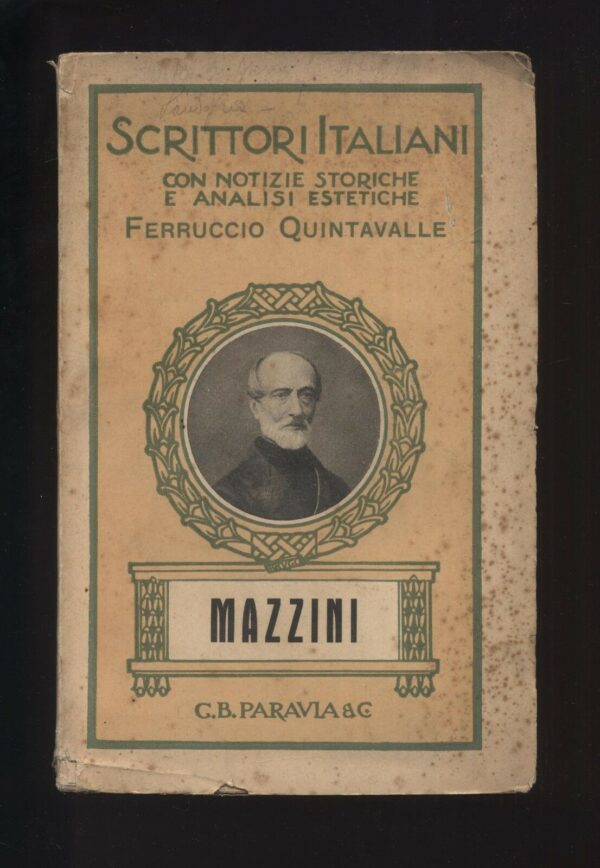 SCRITTORI ITALIANI
CON NOTIZIE STORICHE
E ANALISI ESTETICHE
FERRUCCIO QUINTAVALLE
MAZZINI
G.B. PARAVIA & C